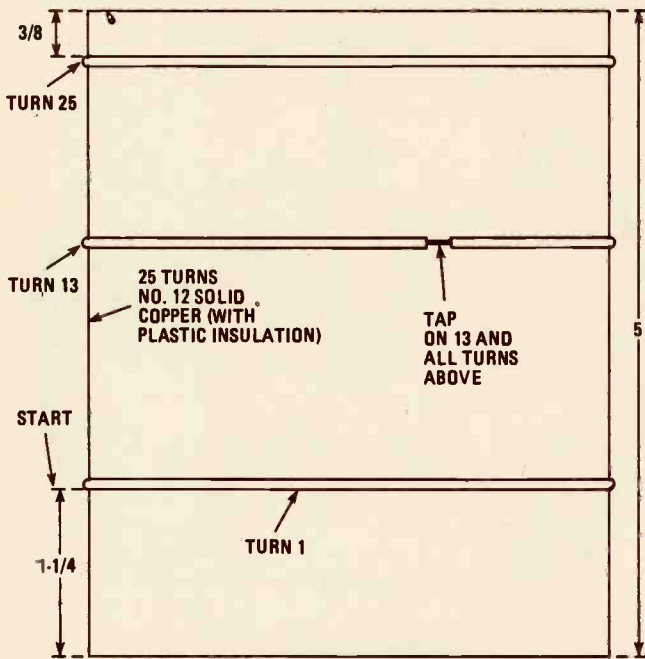 3/8
TURN 25
TURN 13
25 TURNS
NO. 12 SOLID
COPPER (WITH
PLASTIC INSULATION)
TAP
ON 13 AND
ALL TURNS
ABOVE
5
START
TURN 1
1-1/4